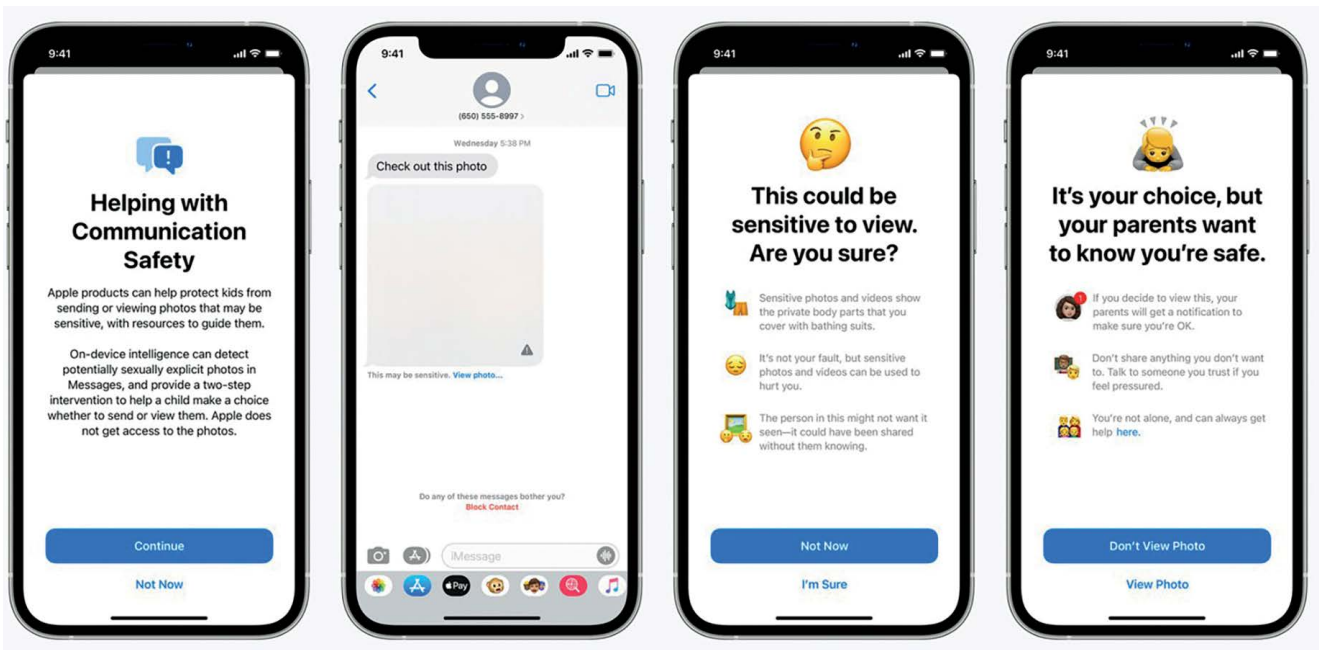 9:41
Helping with
Communication
Safety
Apple products can help protect kids from
sending or viewing photos that may be
sensitive, with resources to guide them.
On-device intelligence can detect
potentially sexually explicit photos in
Messages, and provide a two-step
intervention to help a child make a choice
whether to send or view them. Apple does
not get access to the photos.
Continue
Not Now
9:41
(650) 555-8997 >
Wednesday 5:38 PM
Check out this photo
This may be sensitive. View photo...
Do any of these messages bother you?
Block Contact
iMessage
Pay
9:41
This could be
sensitive to view.
Are you sure?
Sensitive photos and videos show
the private body parts that you
cover with bathing suits.
It's not your fault, but sensitive
photos and videos can be used to
hurt you.
The person in this might not want it
seen—it could have been shared
without them knowing.
Not Now
I'm Sure
9:41
It's your choice, but
your parents want
to know you're safe.
1
If you decide to view this, your
parents will get a notification to
make sure you're OK.
Don't share anything you don't want
to. Talk to someone you trust if you
feel pressured.
You're not alone, and can always get
help here.
Don't View Photo
View Photo